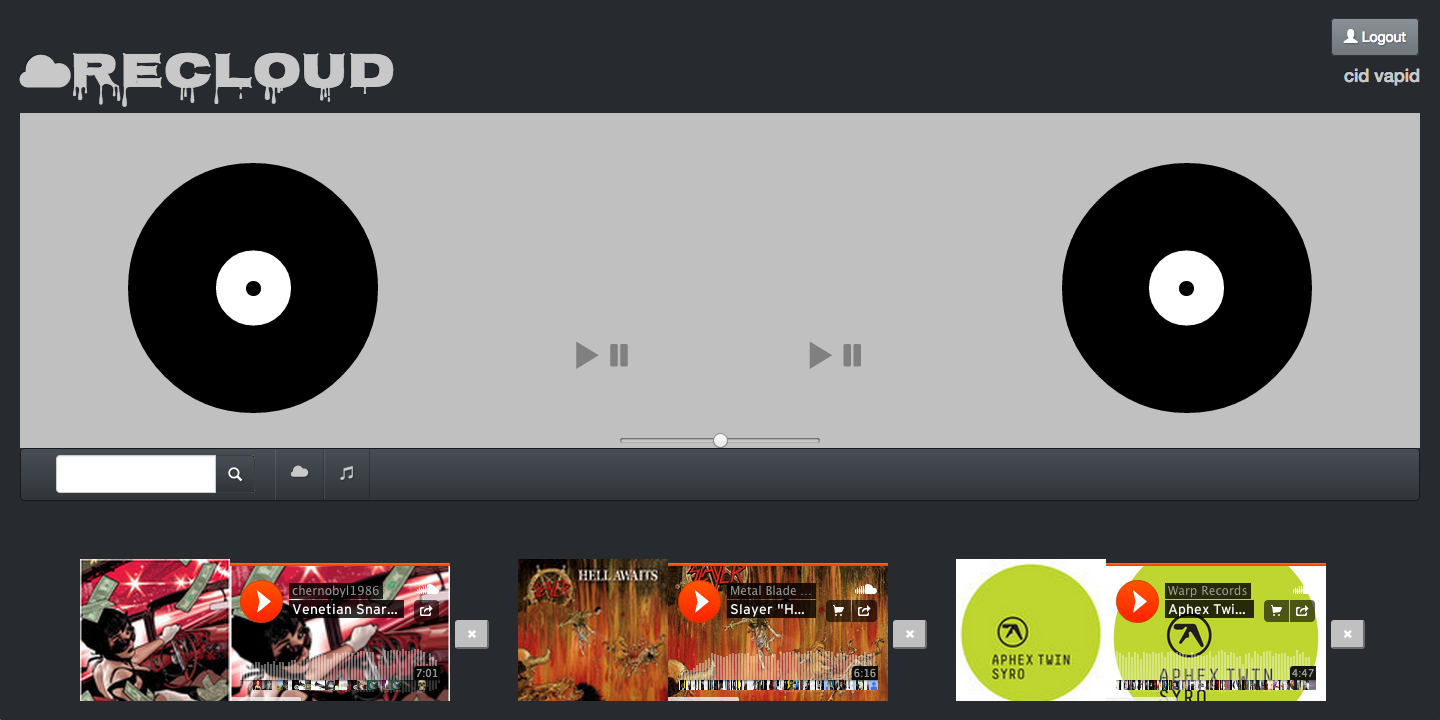 Logout
RECLOUD
cid vapid
chernobyl1986
Venetian Snar...
7:01
HELL AWAITS
SLAYER
Metal Blade ...
Slayer "H...
6:16
APHEX TWIN
SYRO
Warp Records
Aphex Twi...
APHEX TWIN
SYRO
4:47